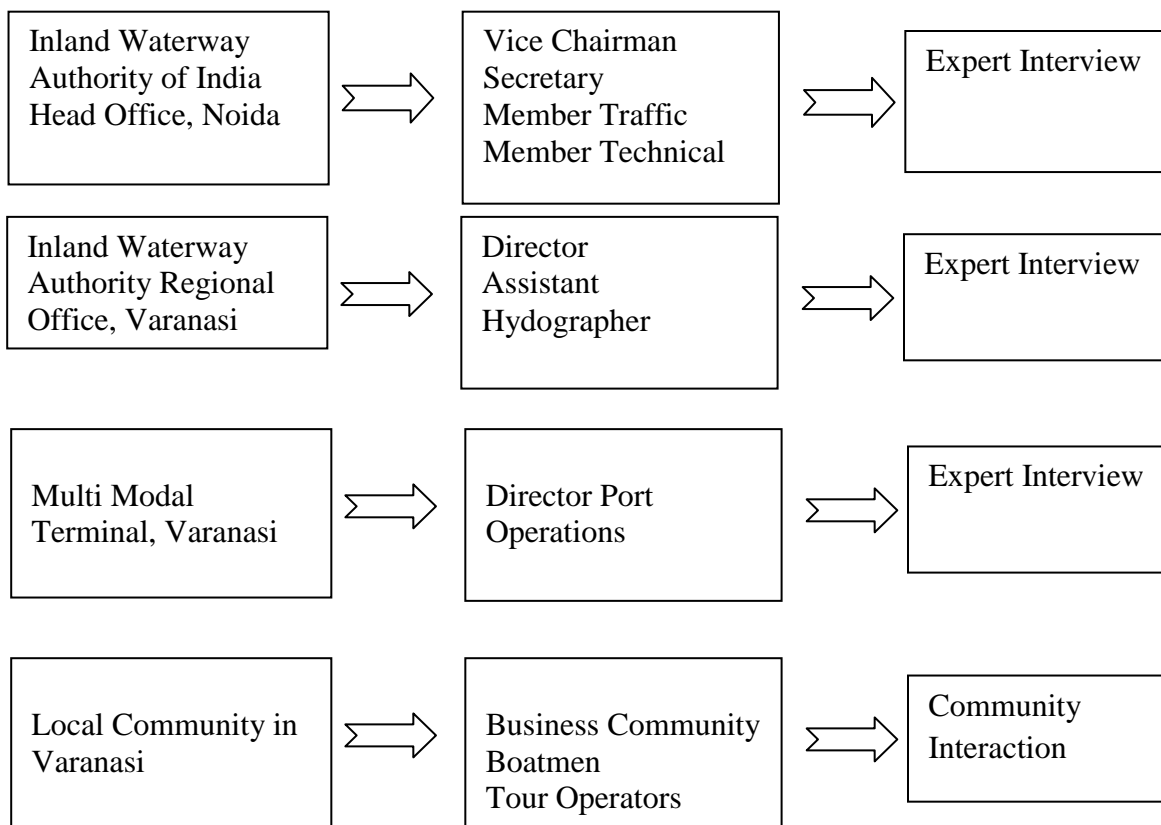 Inland Waterway
Authority of India
Head Office, Noida
Vice Chairman
Secretary
Member Traffic
Member Technical
Expert Interview
Inland Waterway
Authority Regional
Office, Varanasi
Director
Assistant
Hydographer
Expert Interview
Multi Modal
Terminal, Varanasi
Director Port
Operations
Expert Interview
Local Community in
Varanasi
Business Community
Boatmen
Tour Operators
Community
Interaction